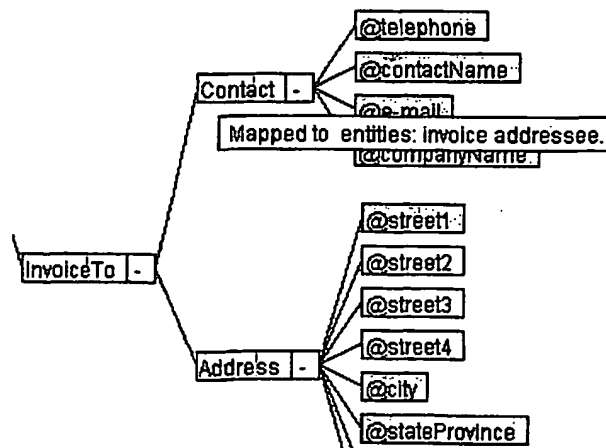 @telephone
@contactName
Contact -
@e-mail
Mapped to entities: invoice addressee.
@companyName
@street1
@street2
InvoiceTo -
@street3
@street4
Address -
@city
@stateProvince